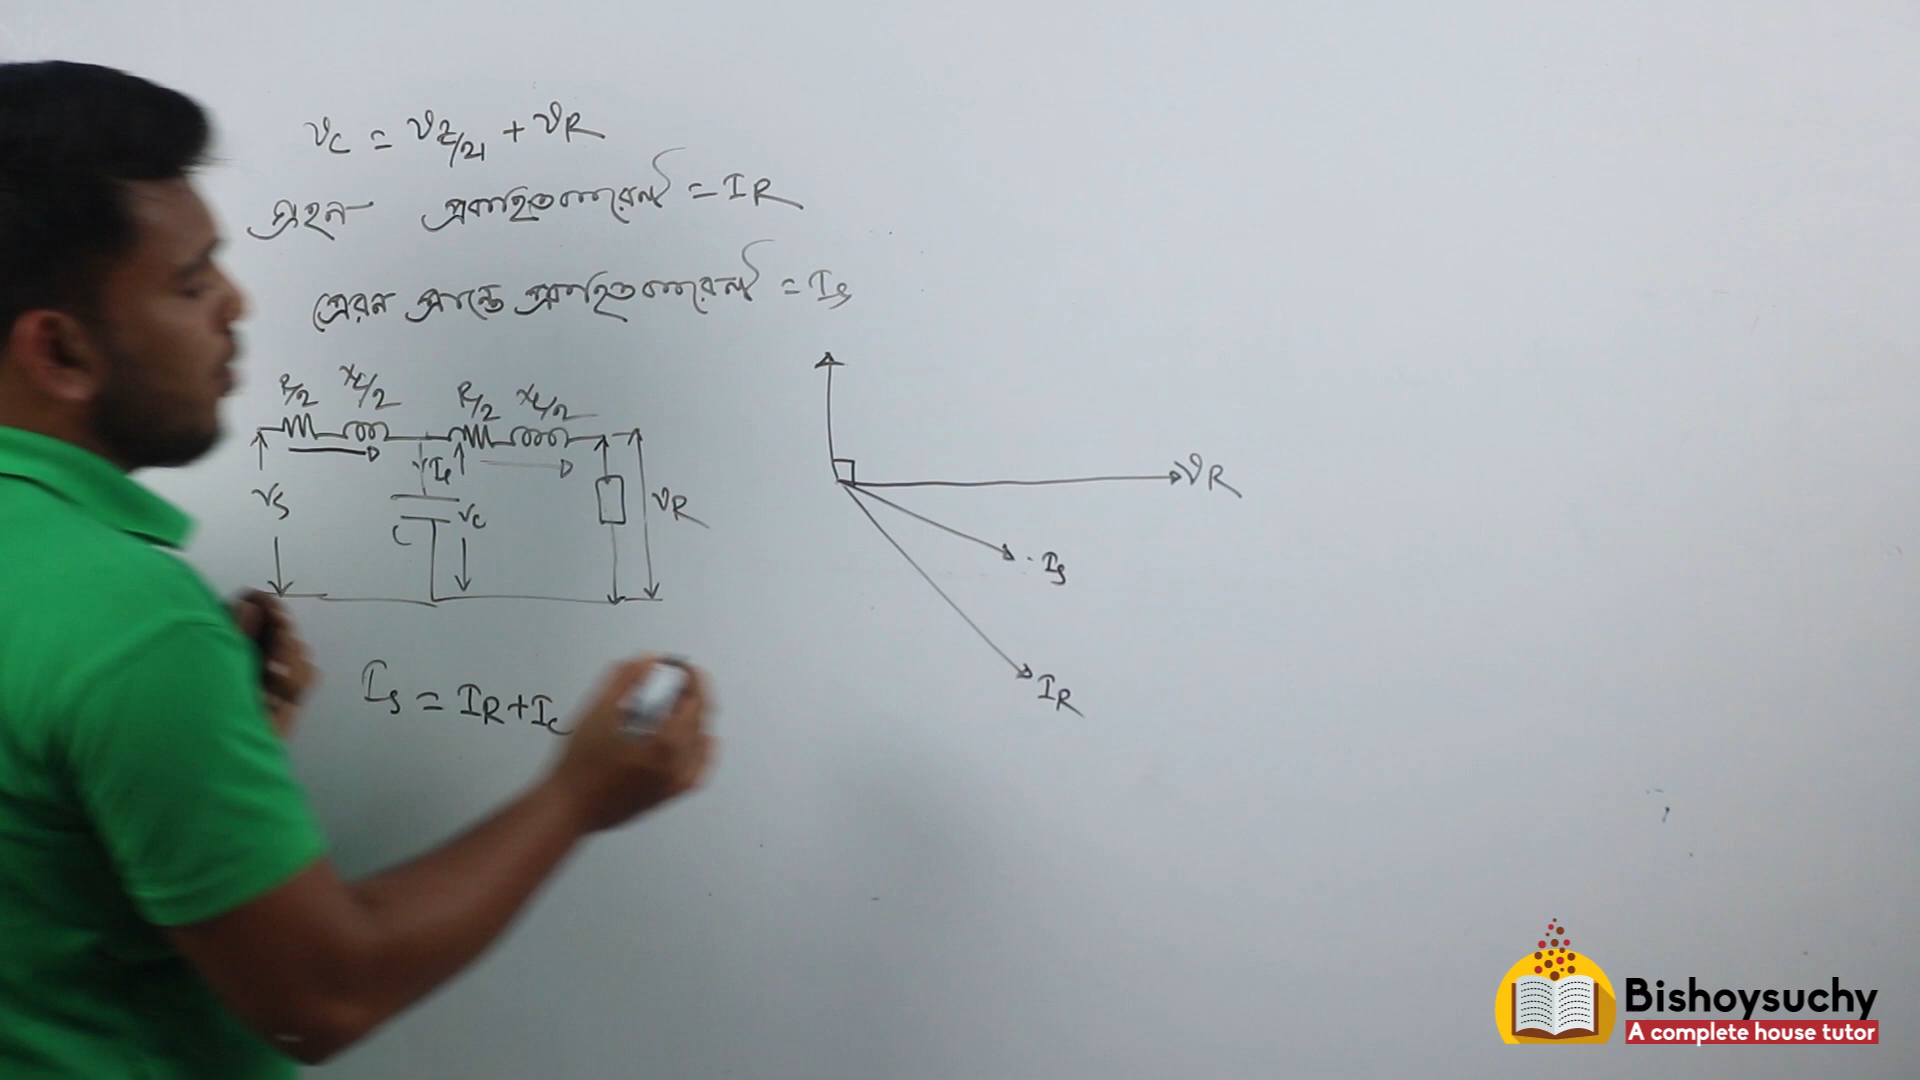 Vc = V Z/2 + VR
গ্রহন প্রবাহিত কারেন্ট = IR
প্রেরন প্রান্তে প্রবাহিত কারেন্ট = Is
R/2 XL/2 R/2 XL/2
Vs Ic C Vc VR
Is = IR + Ic
VR
Is
IR
Bishoysuchy
A complete house tutor